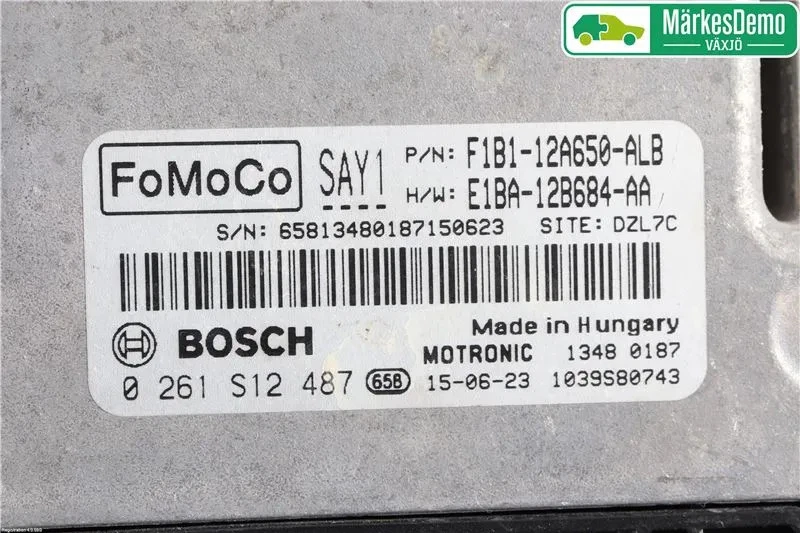 MärkesDemo
VÄXJÖ
FoMoCo
SAY1
P/N: F1B1-12A650-ALB
H/W: E1BA-12B684-AA
S/N: 65813480187150623 SITE: DZL7C
BOSCH
Made in Hungary
MOTRONIC 1348 0187
0 261 S12 487 65B 15-06-23 1039S80743